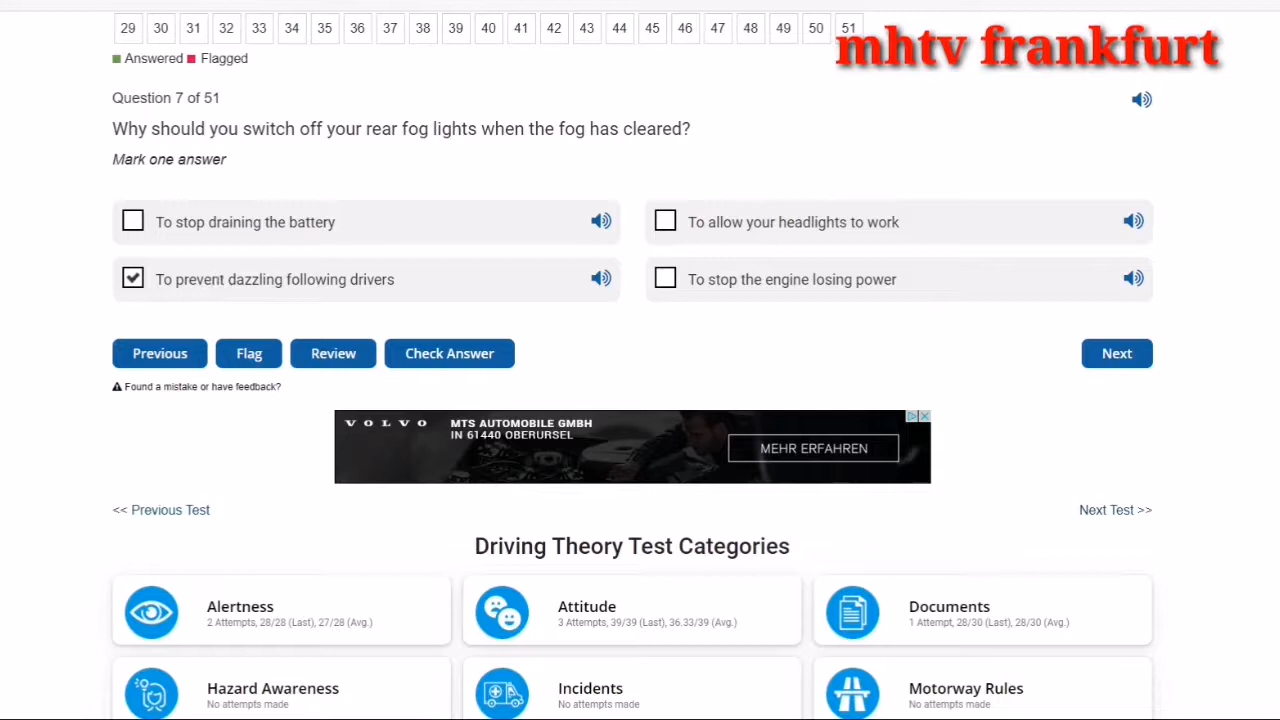 29 30 31 32 33 34 35 36 37 38 39 40 41 42 43 44 45 46 47 48 49 50 51
mhtv frankfurt
Answered Flagged
Question 7 of 51
Why should you switch off your rear fog lights when the fog has cleared?
Mark one answer
To stop draining the battery
To allow your headlights to work
To prevent dazzling following drivers
To stop the engine losing power
Previous Flag Review Check Answer Next
Found a mistake or have feedback?
VOLVO MTS AUTOMOBILE GMBH
IN 61440 OBERURSEL
MEHR ERFAHREN
<< Previous Test Next Test >>
Driving Theory Test Categories
Alertness
2 Attempts, 28/28 (Last), 27/28 (Avg.)
Attitude
3 Attempts, 39/39 (Last), 36.33/39 (Avg.)
Documents
1 Attempt, 28/30 (Last), 28/30 (Avg.)
Hazard Awareness
No attempts made
Incidents
No attempts made
Motorway Rules
No attempts made